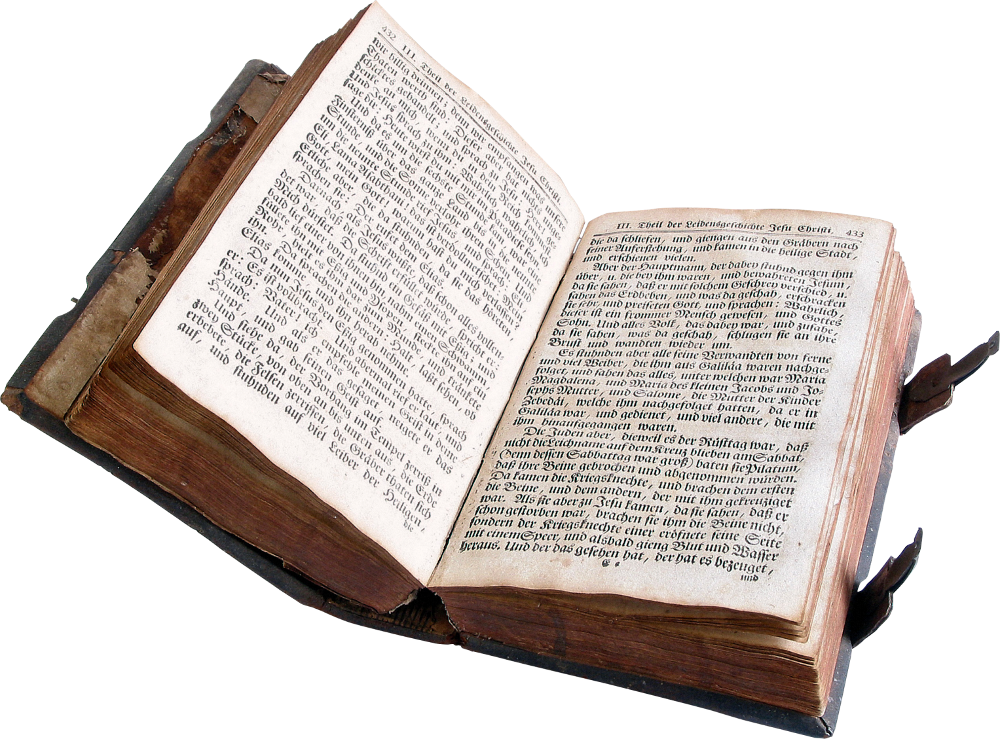 432 III. Theil der Leidensgeschichte Jesu Christi.
wir billig drinnen; denn wir empfangen was unsre
Thaten werth sind: Dieser aber hat nichts unge-
schicktes gehandelt; und sprach zu Jesu: Herr, ge-
denke an mich, wenn du in dein Reich kommst.
Und Jesus sprach zu ihm: Wahrlich, wahrlich, ich
sage dir: Heute wirst du mit mir im Paradiese seyn.
Und da es um die sechste Stunde kam, war eine
Finsterniß über das ganze Land bis in die neunte
Stunde, und die Sonne verlohr ihren Schein. Und
um die neunte Stunde rief Jesus, und sprach: Eli,
Eli, Lama Asabthani das ist verdollmetschet: Mein
Gott, mein Gott! warum hast du mich verlassen?
Etliche aber, die da stuhnden, da sie das höreten,
sprachen sie: Der rufet den Elias.
Darnach, als Jesus wußte, daß schon alles vollen-
det war, daß die Schrift erfüllet würde, spricht er:
Mich dürstet. Da stuhnd ein Gefäß mit Eßig; und
bald lief einer von ihnen hin, nahm einen Schwamm,
füllete ihn mit Eßig und Ysopen, steckte ihn auf ein
Rohr, hielt es ihm dar zum Munde, und tränkete
ihn. Und sprachen die andern: Halt, laßt sehen, ob
Elias komme und ihn herab nehme.
Da nun Jesus den Eßig genommen hatte, sprach
er: Es ist vollbracht. Und abermal rief er laut, und
sprach: Vater, ich empfehle meinen Geist in deine
Hände. Und als er das gesaget, neigete er das
Haupt, und gab seinen Geist auf.
Und siehe da, der Vorhang im Tempel zerriß in
zwey Stücke, von oben an bis unten aus, die Erde
erbebete, und die Felsen zerrissen, die Gräber thaten sich
auf, und stuhnden auf viel Leiber der Heiligen,
die
III. Theil der Leidensgeschichte Jesu Christi. 433
die da schliefen, und giengen aus den Gräbern nach
seiner Auferstehung, und kamen in die heilige Stadt,
und erschienen vielen.
Aber der Hauptmann, der dabey stuhnd gegen ihm
über, u. die bey ihm waren, und bewahreten Jesum,
da sie sahen, daß er mit solchem Geschrey verschied, u.
sahen das Erdbeben, und was da geschah, erschracken
sie sehr, und preiseten Gott, und sprachen: Wahrlich,
dieser ist ein frommer Mensch gewesen, und Gottes
Sohn. Und alles Volk, das dabey war, und zusahe,
da sie sahen, was da geschah, schlugen sie an ihre
Brust und wandten wieder um.
Es stuhnden aber alle seine Verwandten von ferne
und viel Weiber, die ihm aus Galiläa waren nachge-
folget, und sahen das alles, unter welchen war Maria
Magdalena, und Maria des kleinen Jacobs und Jo-
sephs Mutter, und Salome, die Mutter der Kinder
Zebedäi, welche ihm nachgefolget hatten, da er in
Galiläa war, und gedienet, und viel andere, die mit
ihm hinaufgegangen waren.
Die Juden aber, dieweil es der Rüsttag war, daß
nicht die Leichname auf dem Kreuz blieben am Sabbat,
(denn dessen Sabbattag war groß) baten sie Pilatum,
daß ihre Beine gebrochen und abgenommen würden.
Da kamen die Kriegsknechte, und brachen dem ersten
die Beine, und dem andern, der mit ihm gekreuziget
war. Als sie aber zu Jesu kamen, da sie sahen, daß er
schon gestorben war, brachen sie ihm die Beine nicht,
sondern der Kriegsknechte einer eröfnete seine Seite
mit einem Speer, und alsbald gieng Blut und Wasser
heraus. Und der das gesehen hat, der hat es bezeuget,
und